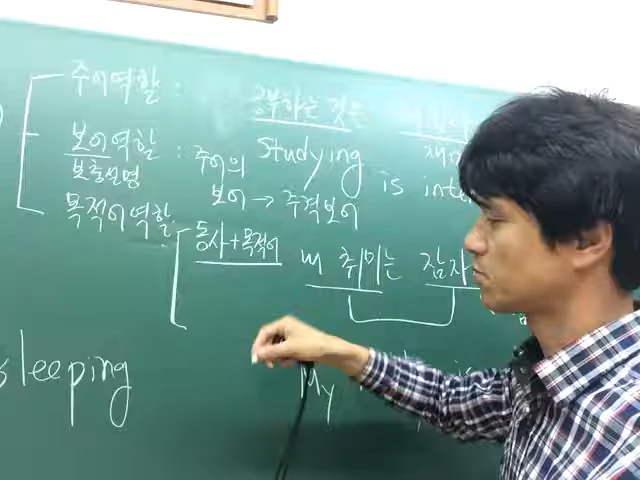 주어역할 : 공부하는 것은
Studying is inte
보어역할 : 주어의
보충설명 보어 → 주격보어
목적어역할
동사+목적어 내 취미는 잠자
sleeping My